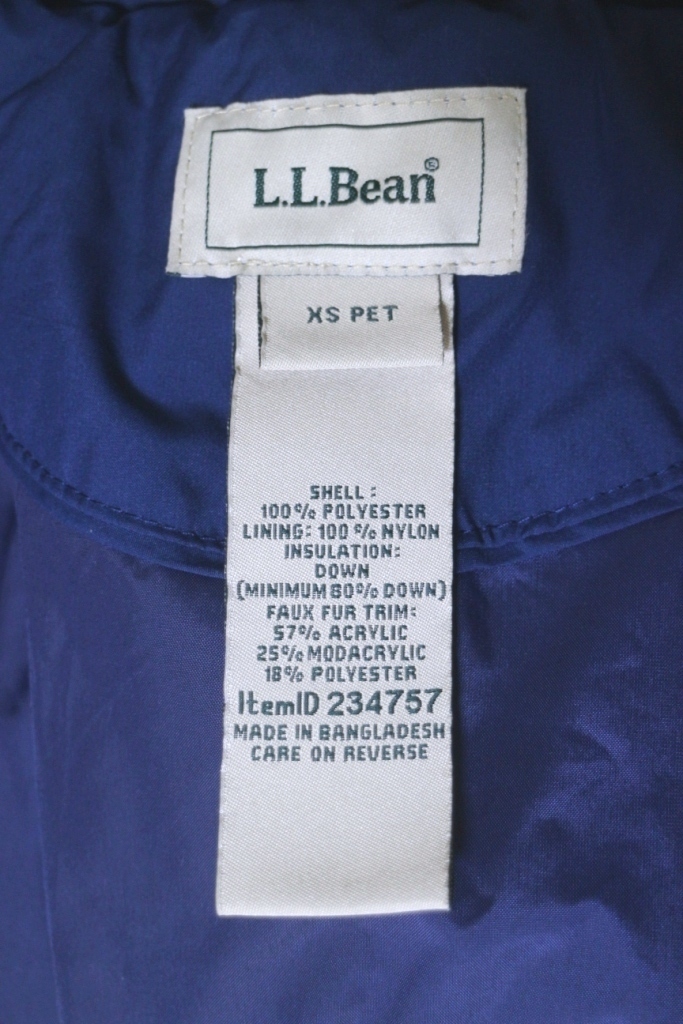 L.L.Bean®
XS PET
SHELL:
100% POLYESTER
LINING: 100% NYLON
INSULATION:
DOWN
(MINIMUM 80% DOWN)
FAUX FUR TRIM:
57% ACRYLIC
25% MODACRYLIC
18% POLYESTER
ItemID 234757
MADE IN BANGLADESH
CARE ON REVERSE